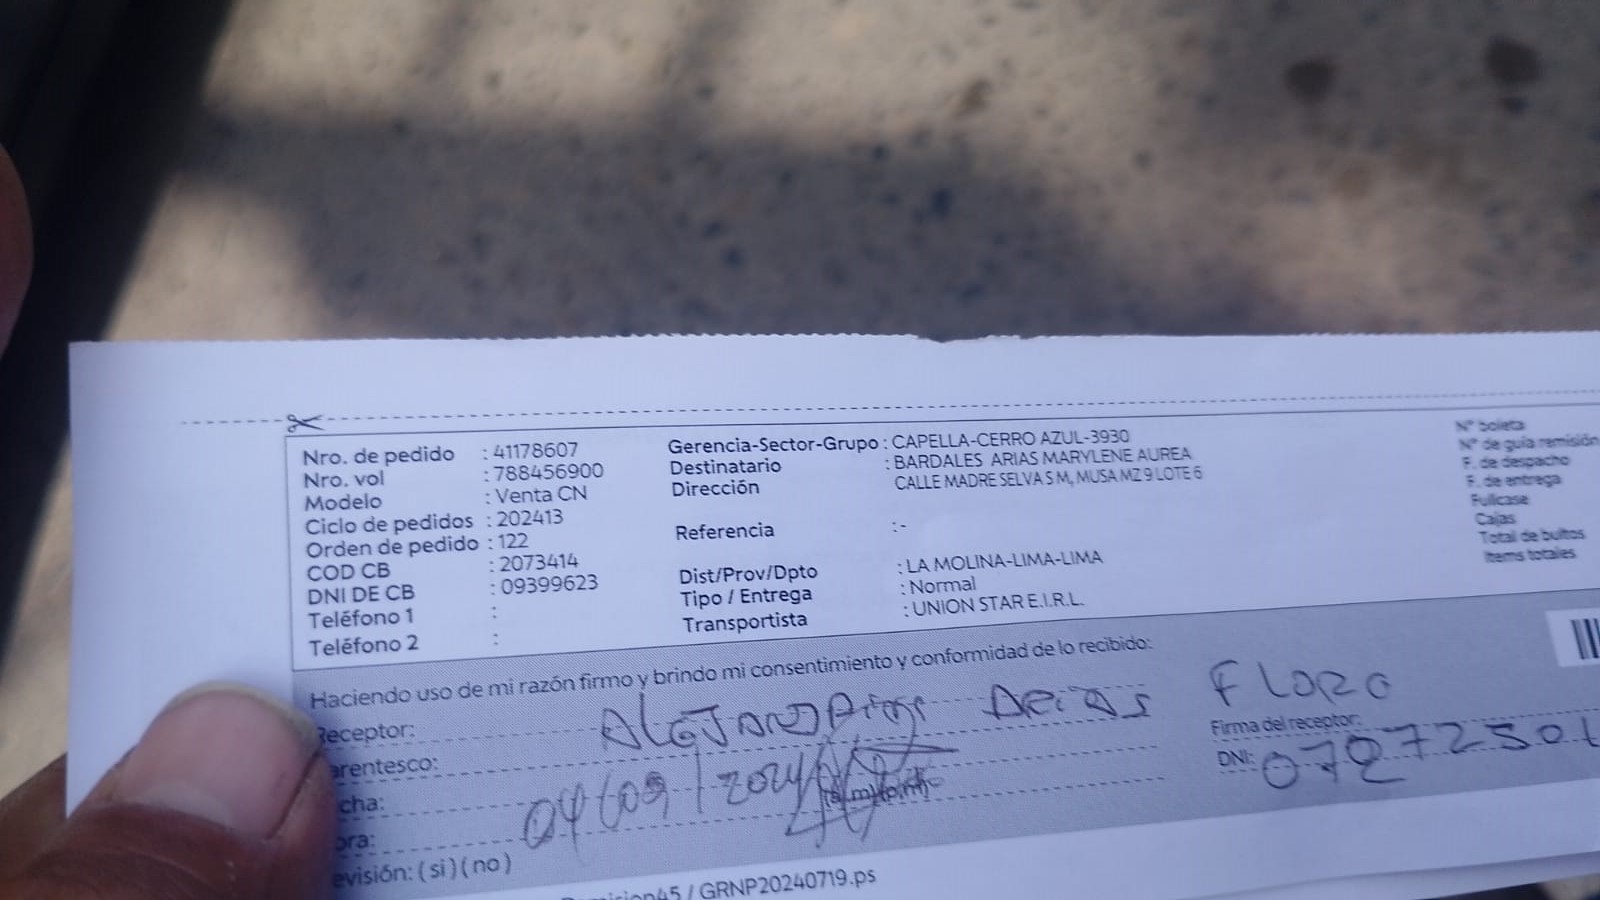 Nro. de pedido : 41178607
Nro. vol : 788456900
Modelo : Venta CN
Ciclo de pedidos : 202413
Orden de pedido : 122
COD CB : 2073414
DNI DE CB : 09399623
Teléfono 1 :
Teléfono 2 :
Gerencia-Sector-Grupo : CAPELLA-CERRO AZUL-3930
Destinatario : BARDALES ARIAS MARYLENE AUREA
Dirección CALLE MADRE SELVA S M, MUSA MZ 9 LOTE 6
Referencia : -
Dist/Prov/Dpto : LA MOLINA-LIMA-LIMA
Tipo / Entrega : Normal
Transportista : UNION STAR E.I.R.L.
N° boleta
N° de guía remisión
F. de despacho
F. de entrega
Fullcase
Cajas
Total de bultos
Items totales
Haciendo uso de mi razón firmo y brindo mi consentimiento y conformidad de lo recibido:
Receptor: Arias Floro
Firma del receptor:
arentesco:
DNI:
cha: 04/09/2024
ora:
evisión: ( si ) ( no )
45 / GRNP20240719.ps